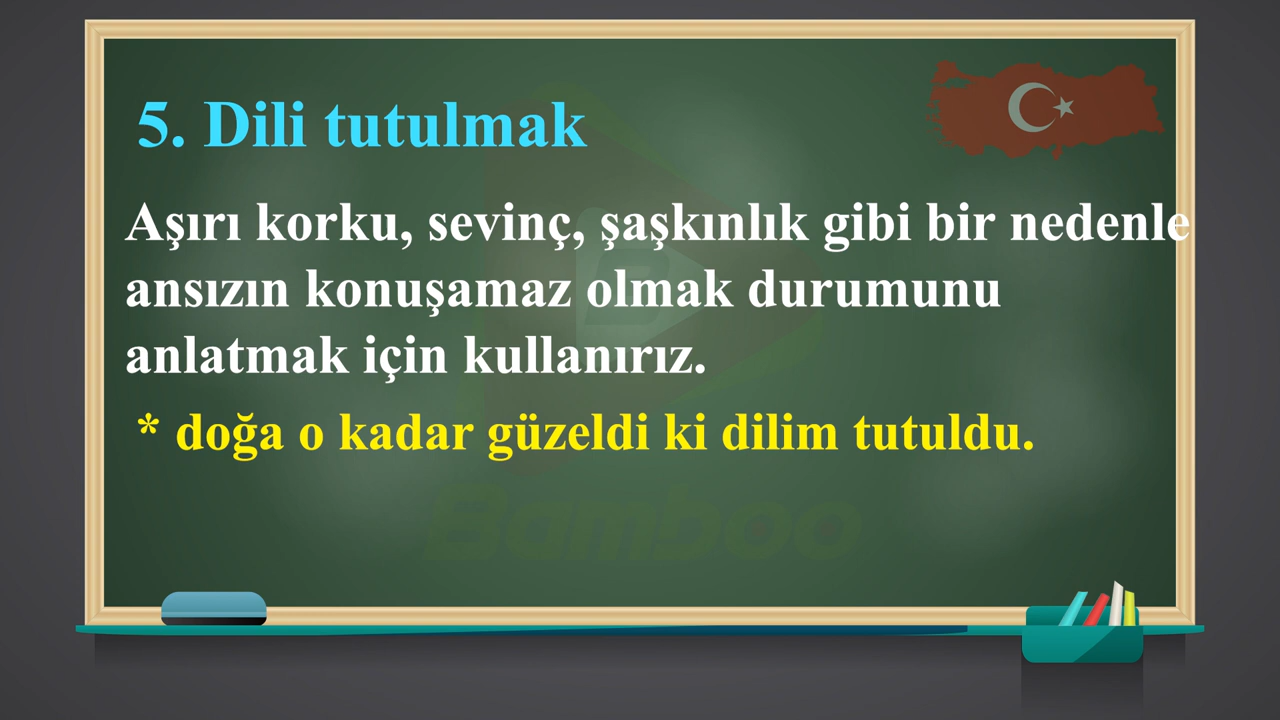 5. Dili tutulmak
Aşırı korku, sevinç, şaşkınlık gibi bir nedenle
ansızın konuşamaz olmak durumunu
anlatmak için kullanırız.
* doğa o kadar güzeldi ki dilim tutuldu.
Bamboo